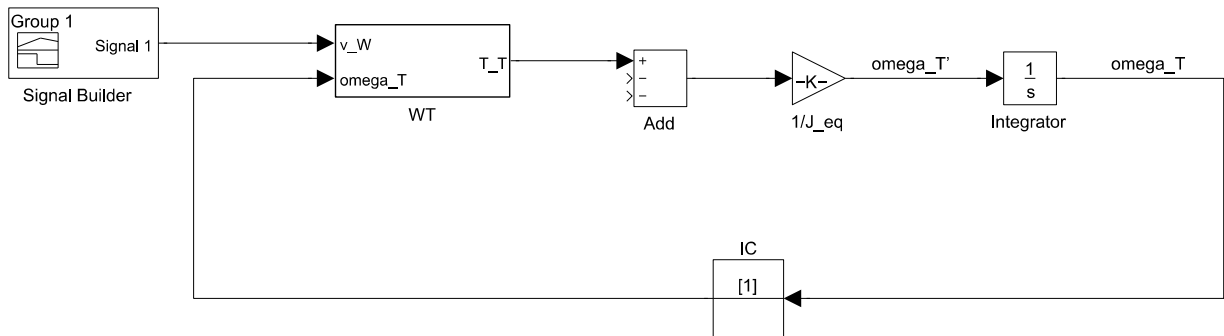 Group 1
Signal 1
Signal Builder
v_W
omega_T
T_T
WT
+
−
−
Add
-K-
1/J_eq
omega_T'
1
s
Integrator
omega_T
IC
[1]